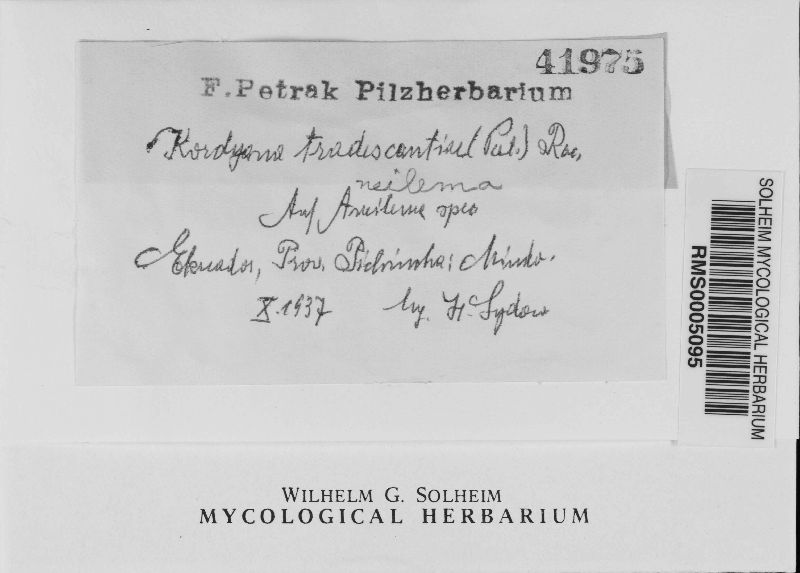 41975
F. Petrak Pilzherbarium
Kordyana tradescantiae (Pat.) Rac.
neilema
Auf Aneilema spec
Ekuador, Prov. Pichincha: Mindo.
X. 1937 leg. H. Sydow
SOLHEIM MYCOLOGICAL HERBARIUM
RMS0005095
WILHELM G. SOLHEIM
MYCOLOGICAL HERBARIUM